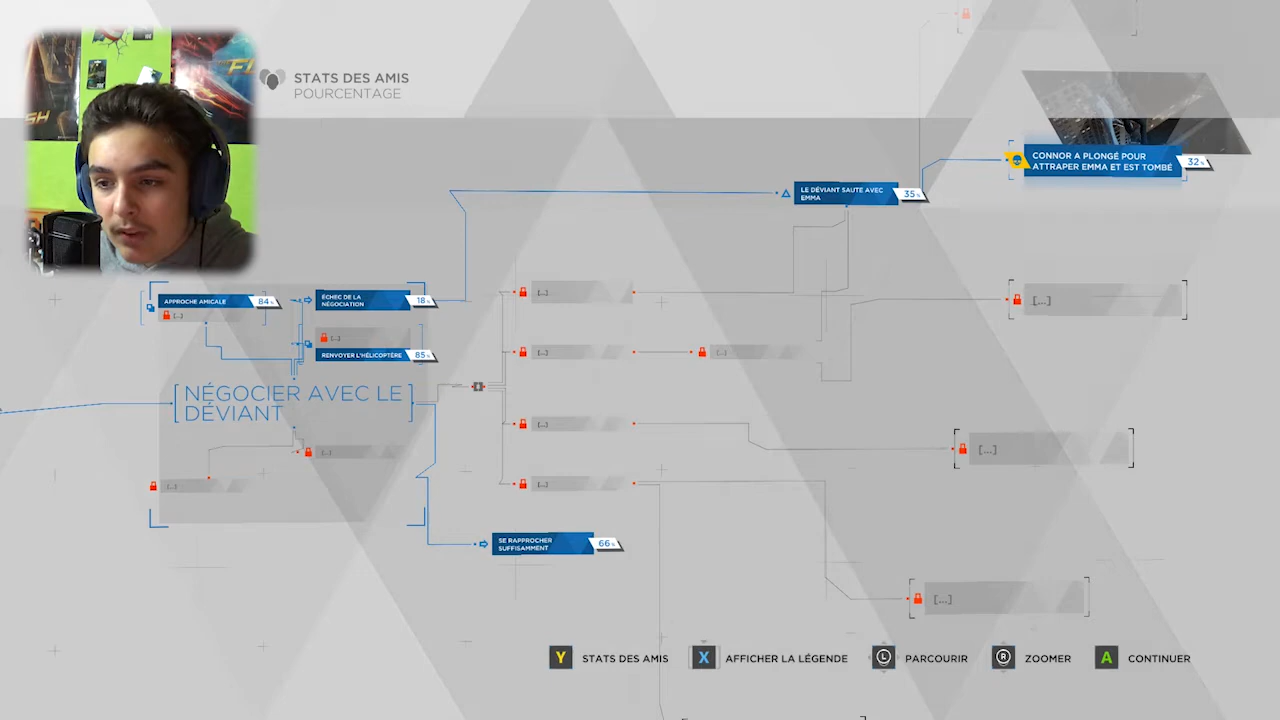 STATS DES AMIS
POURCENTAGE
CONNOR A PLONGÉ POUR
ATTRAPER EMMA ET EST TOMBÉ
32%
LE DÉVIANT SAUTE AVEC
EMMA
35%
APPROCHE AMICALE
84%
[...]
ÉCHEC DE LA
NÉGOCIATION
18%
[...]
RENVOYER L'HÉLICOPTÈRE
85%
[...]
[...]
[...]
[...]
NÉGOCIER AVEC LE
DÉVIANT
[...]
[...]
[...]
[...]
[...]
SE RAPPROCHER
SUFFISAMMENT
66%
[...]
Y STATS DES AMIS
X AFFICHER LA LÉGENDE
L PARCOURIR
R ZOOMER
A CONTINUER